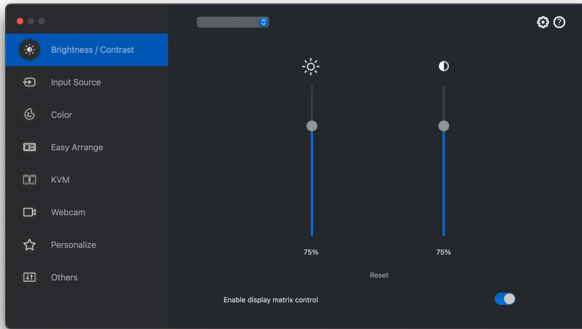 Brightness / Contrast
Input Source
Color
Easy Arrange
KVM
Webcam
Personalize
Others
75%
75%
Reset
Enable display matrix control